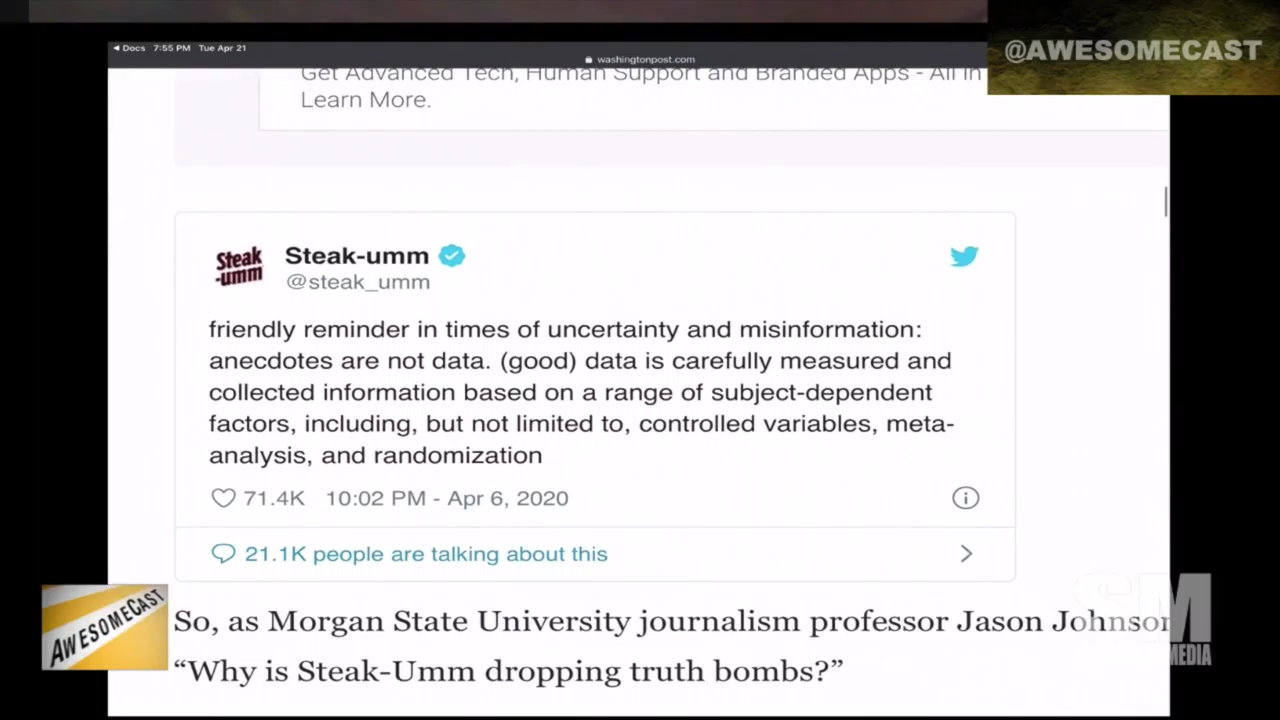 ◄ Docs 7:55 PM Tue Apr 21
washingtonpost.com
@AWESOMECAST
Get Advanced Tech, Human Support and Branded Apps - All In
Learn More.
Steak-umm
Steak
-umm
@steak_umm
friendly reminder in times of uncertainty and misinformation:
anecdotes are not data. (good) data is carefully measured and
collected information based on a range of subject-dependent
factors, including, but not limited to, controlled variables, meta-
analysis, and randomization
71.4K 10:02 PM - Apr 6, 2020
21.1K people are talking about this
AWESOMECAST
So, as Morgan State University journalism professor Jason Johnson
SM
MEDIA
“Why is Steak-Umm dropping truth bombs?”